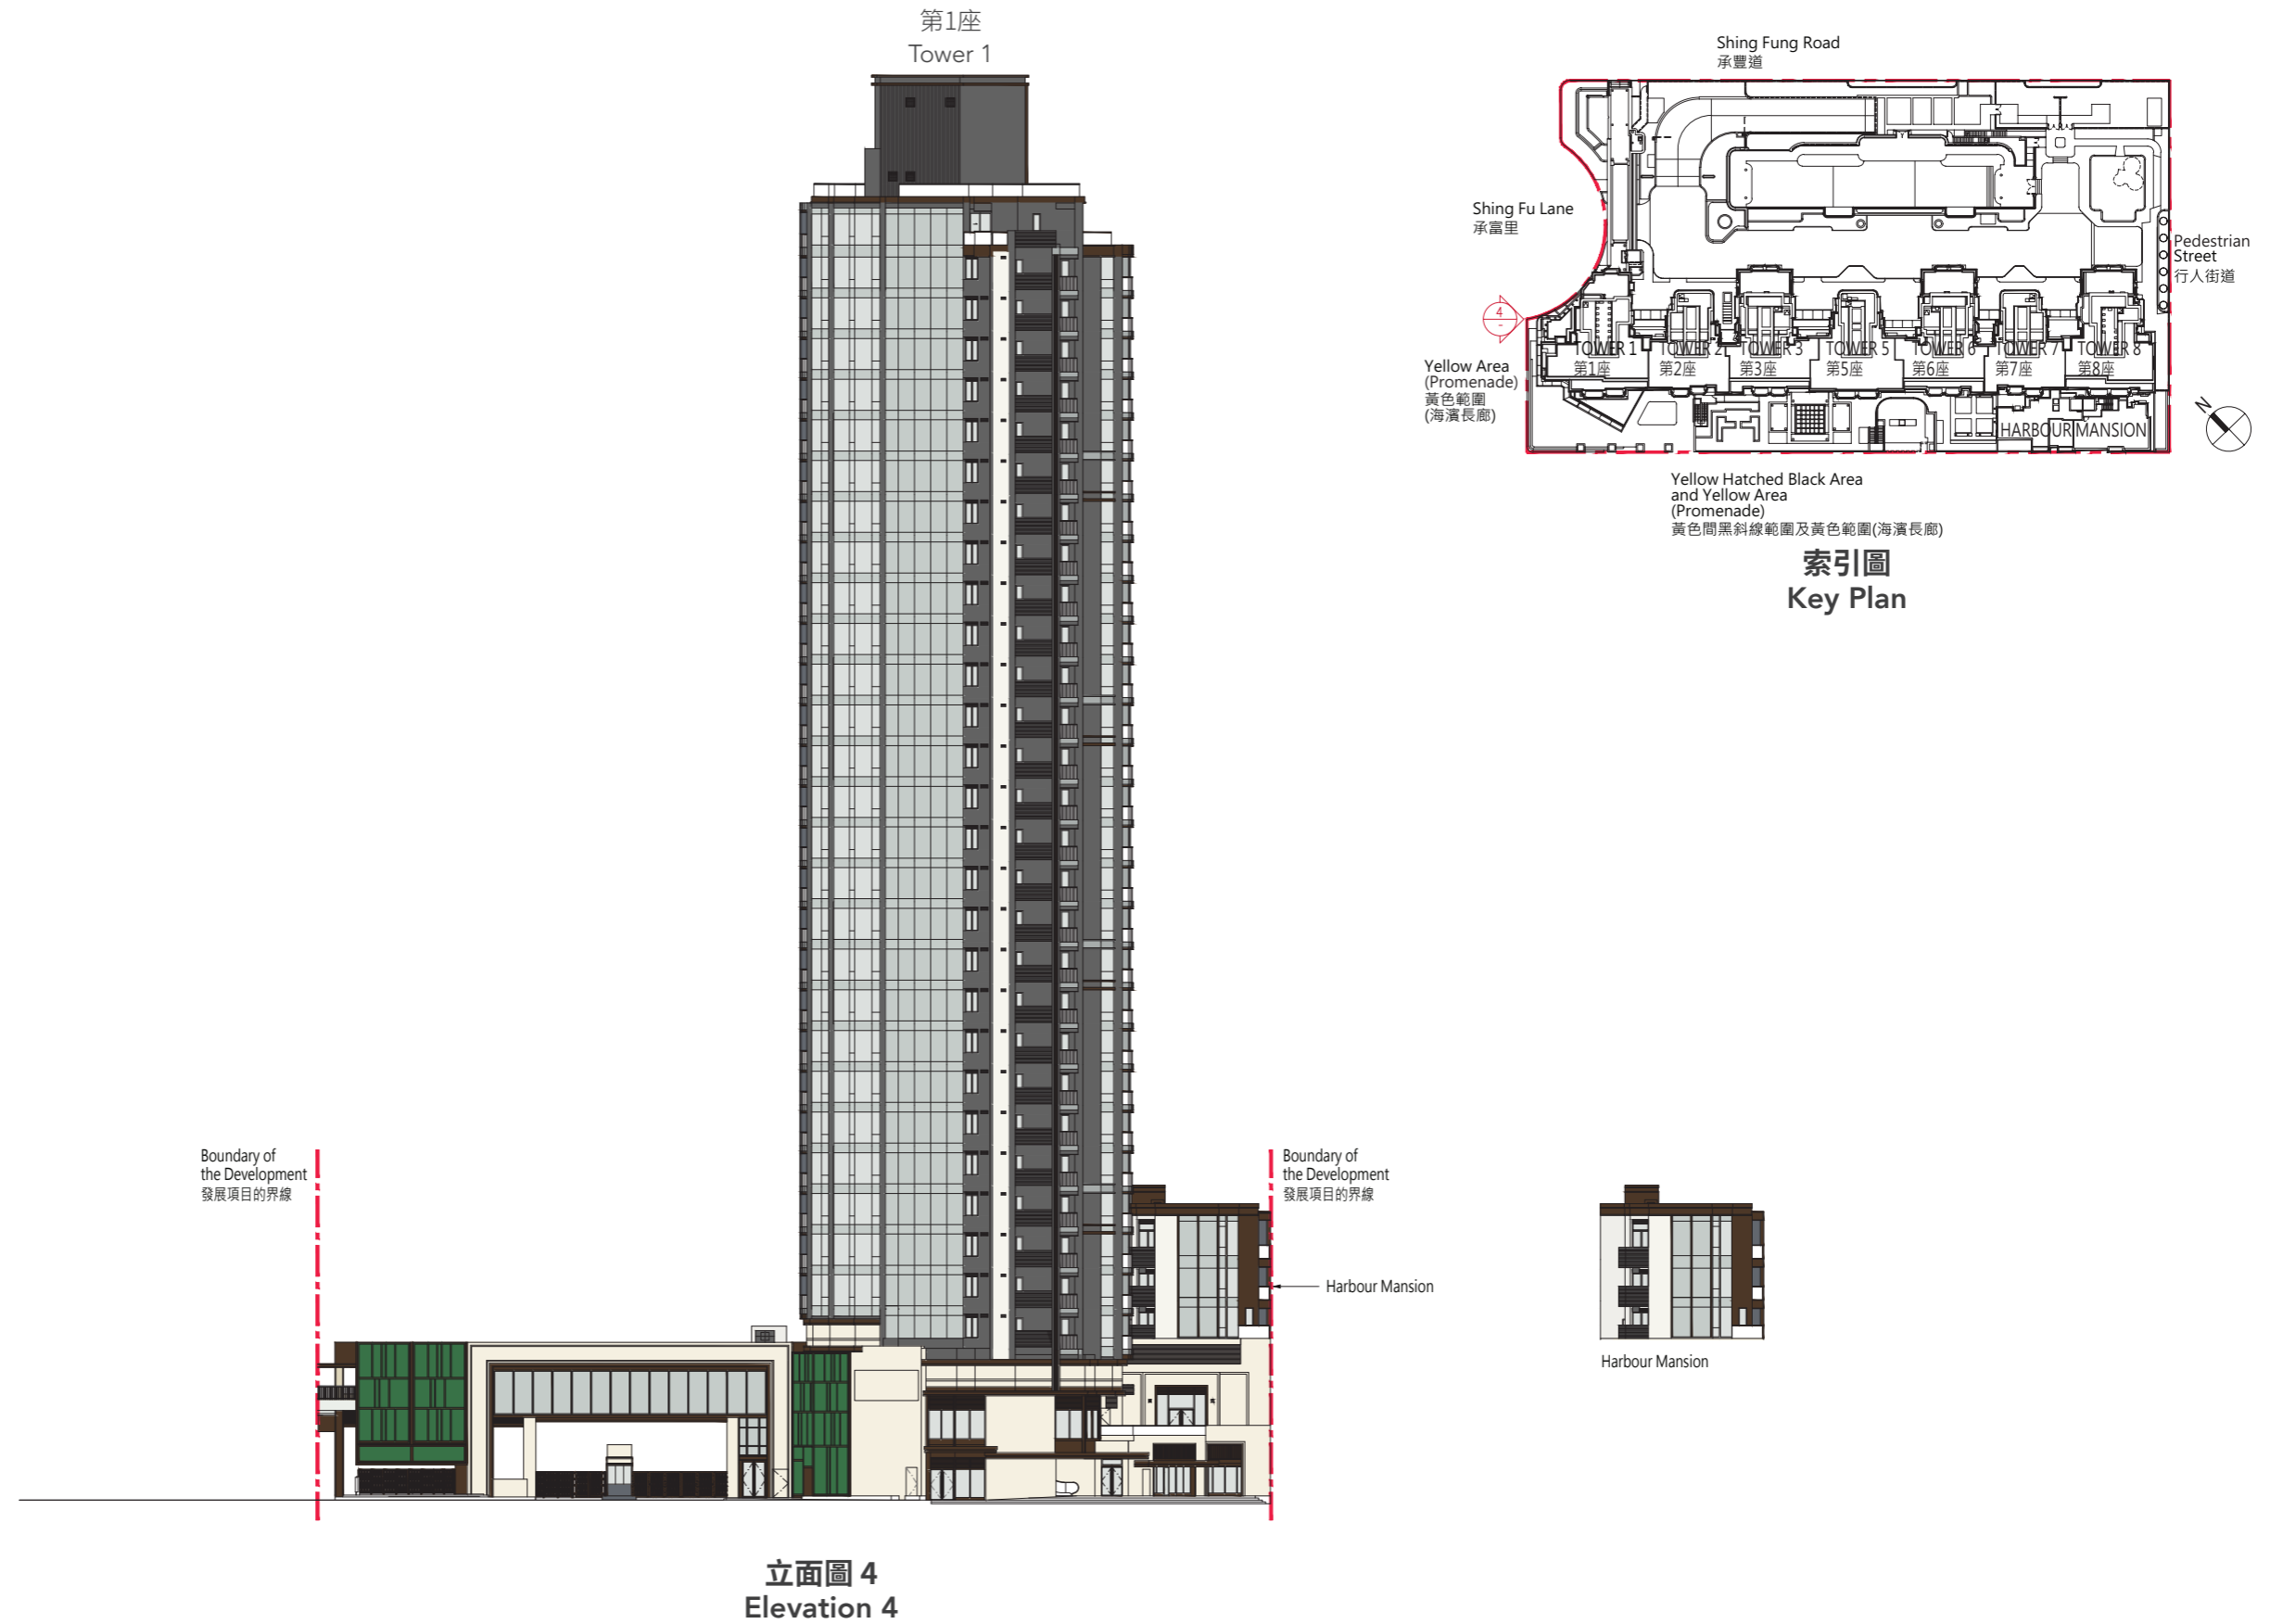 第1座
Tower 1
Shing Fung Road
承豐道
Shing Fu Lane
承富里
Pedestrian
Street
行人街道
4
-
Yellow Area
(Promenade)
黃色範圍
(海濱長廊)
TOWER 1
第1座
TOWER 2
第2座
TOWER 3
第3座
TOWER 5
第5座
TOWER 6
第6座
TOWER 7
第7座
TOWER 8
第8座
HARBOUR MANSION
N
Yellow Hatched Black Area
and Yellow Area
(Promenade)
黃色間黑斜線範圍及黃色範圍(海濱長廊)
索引圖
Key Plan
Boundary of
the Development
發展項目的界線
Boundary of
the Development
發展項目的界線
Harbour Mansion
Harbour Mansion
立面圖 4
Elevation 4